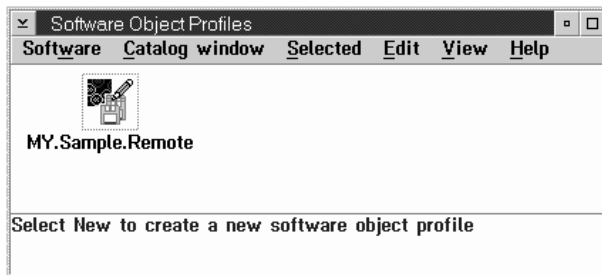 Software Object Profiles
Software Catalog window Selected Edit View Help
MY.Sample.Remote
Select New to create a new software object profile